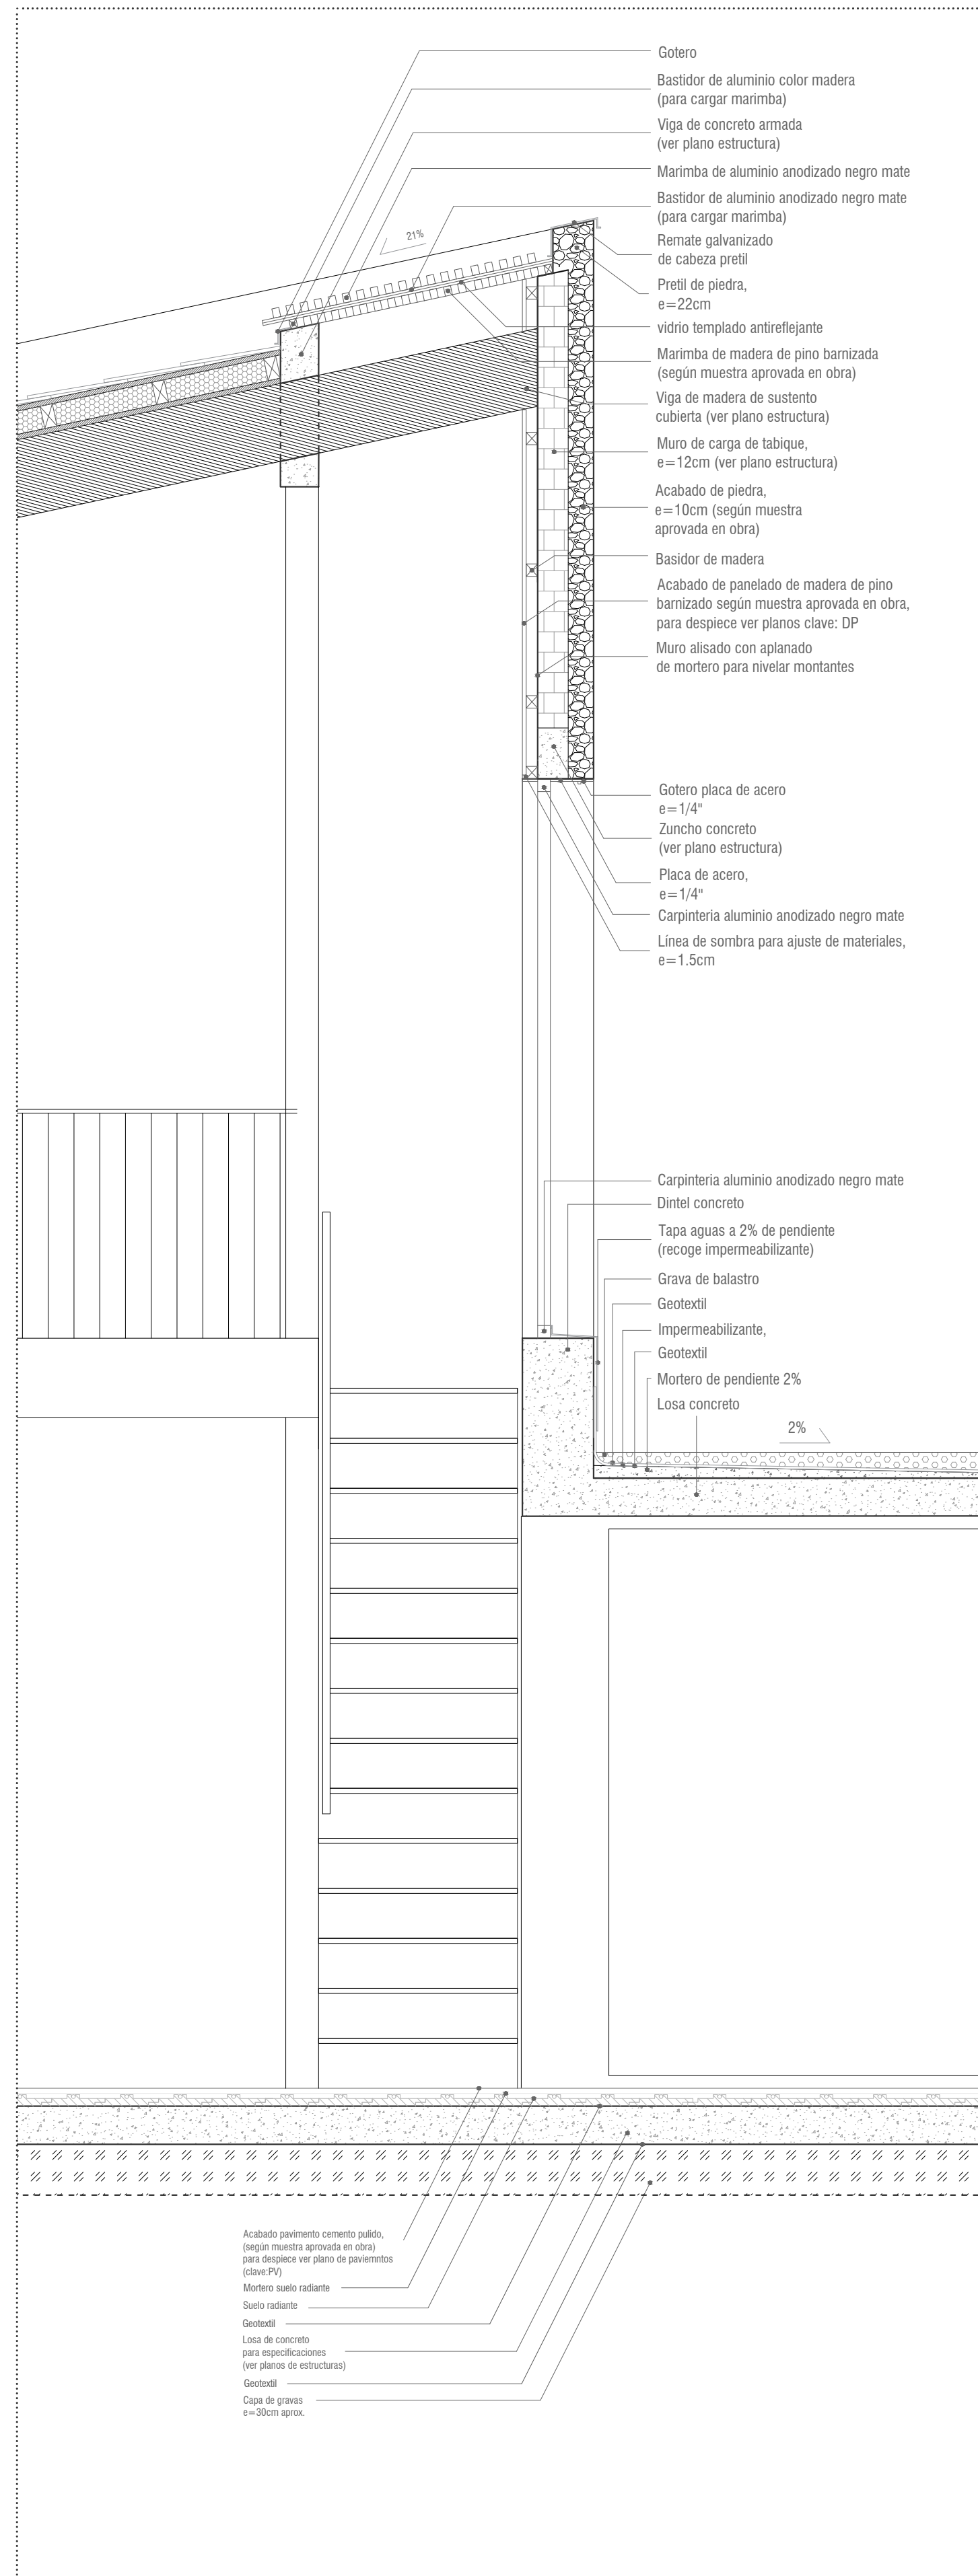 Gotero
Bastidor de aluminio color madera
(para cargar marimba)
Viga de concreto armada
(ver plano estructura)
Marimba de aluminio anodizado negro mate
Bastidor de aluminio anodizado negro mate
(para cargar marimba)
21%
Remate galvanizado
de cabeza pretil
Pretil de piedra,
e=22cm
vidrio templado antireflejante
Marimba de madera de pino barnizada
(según muestra aprovada en obra)
Viga de madera de sustento
cubierta (ver plano estructura)
Muro de carga de tabique,
e=12cm (ver plano estructura)
Acabado de piedra,
e=10cm (según muestra
aprovada en obra)
Basidor de madera
Acabado de panelado de madera de pino
barnizado según muestra aprovada en obra,
para despiece ver planos clave: DP
Muro alisado con aplanado
de mortero para nivelar montantes
Gotero placa de acero
e=1/4"
Zuncho concreto
(ver plano estructura)
Placa de acero,
e=1/4"
Carpinteria aluminio anodizado negro mate
Línea de sombra para ajuste de materiales,
e=1.5cm
Carpinteria aluminio anodizado negro mate
Dintel concreto
Tapa aguas a 2% de pendiente
(recoge impermeabilizante)
Grava de balastro
Geotextil
Impermeabilizante,
Geotextil
Mortero de pendiente 2%
Losa concreto
2%
Acabado pavimento cemento pulido,
(según muestra aprovada en obra)
para despiece ver plano de paviemntos
(clave:PV)
Mortero suelo radiante
Suelo radiante
Geotextil
Losa de concreto
para especificaciones
(ver planos de estructuras)
Geotextil
Capa de gravas
e=30cm aprox.